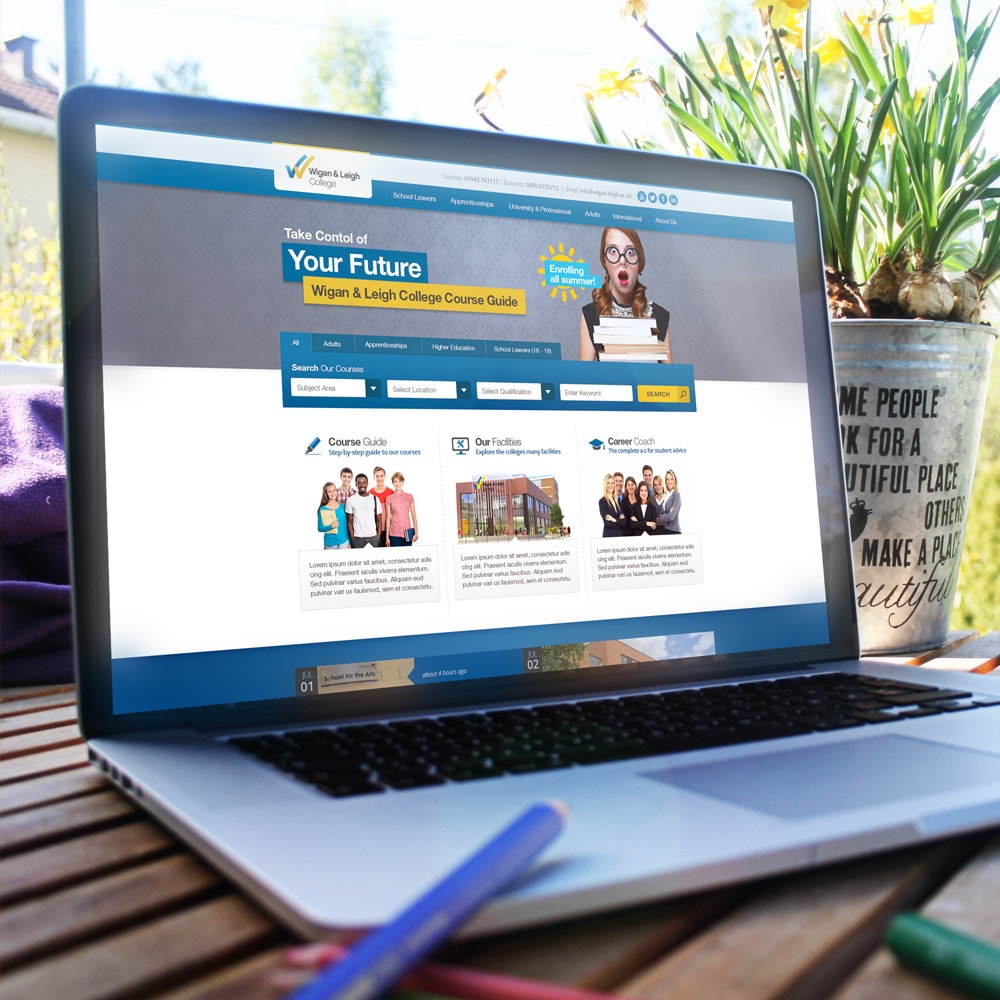 Wigan & Leigh
College
Courses: 01942 761111 | Business: 0800 0735712 | Email: info@wigan-leigh.ac.uk
School Leavers Apprenticeships University & Professional Adults International About Us
Take Contol of
Your Future
Wigan & Leigh College Course Guide
Enrolling
all summer!
All Adults Apprenticeships Higher Education School Leavers (16 - 18)
Search Our Courses
Subject Area Select Location Select Qualification Enter Keyword SEARCH
Course Guide
Step-by-step guide to our courses
Lorem ipsum dolor sit amet, consectetur adis
cing elit. Praesent iaculis viverra elementum.
Sed pulvinar varius elementum. Aliquam eud
pulvinar vari us fauismod, sem et consectetu.
Our Facilities
Explore the colleges many facilities
Lorem ipsum dolor sit amet, consectetur adis
cing elit. Praesent iaculis viverra elementum.
Sed pulvinar varius elementum. Aliquam eud
pulvinar vari us fauismod, sem et consectetu.
Career Coach
The complete a-z for student advice
Lorem ipsum dolor sit amet, consectetur adis
cing elit. Praesent iaculis viverra elementum.
Sed pulvinar varius elementum. Aliquam eud
pulvinar vari us fauismod, sem et consectetu.
JUL
01
School for the Arts
about 4 hours ago
JUL
02
ME PEOPLE
K FOR A
UTIFUL PLACE
OTHERS
MAKE A PLACE
autiful